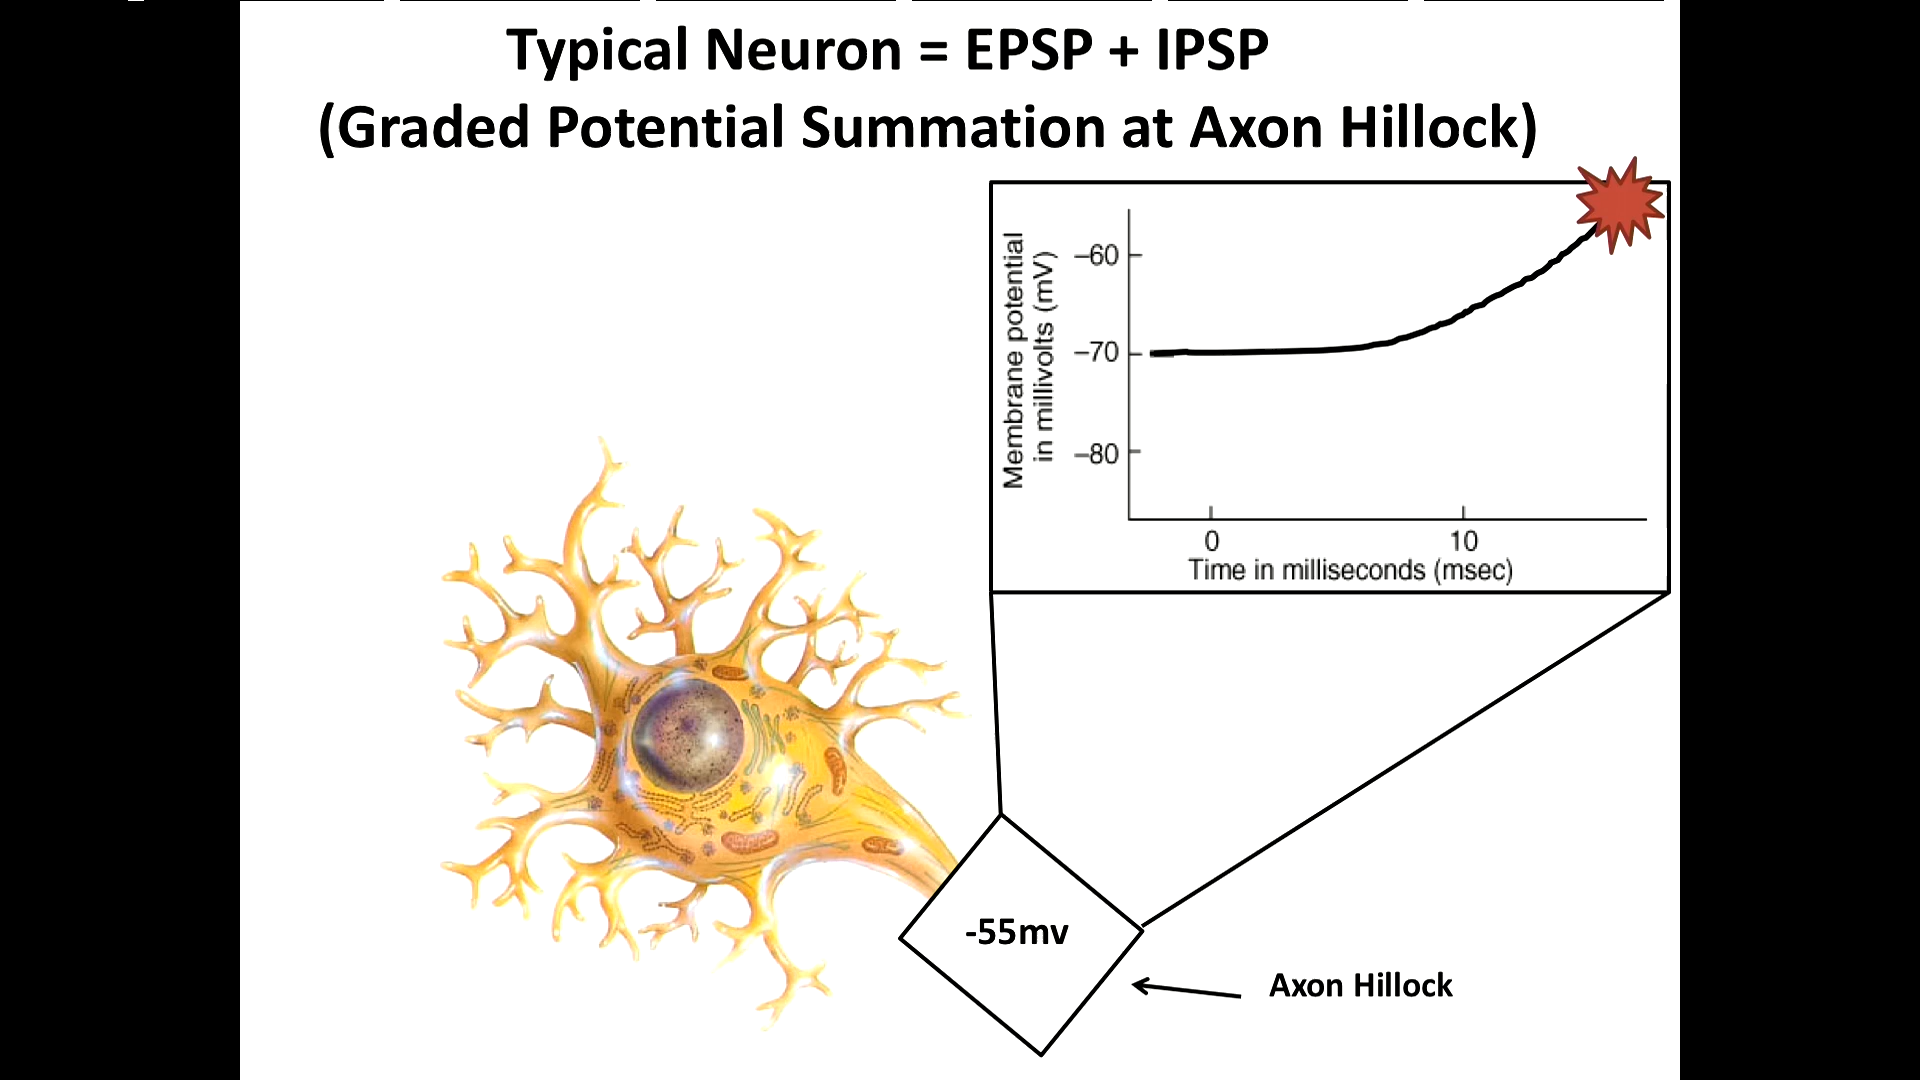 Typical Neuron = EPSP + IPSP
(Graded Potential Summation at Axon Hillock)
Membrane potential
in millivolts (mV)
–60
–70
–80
0
10
Time in milliseconds (msec)
-55mv
Axon Hillock